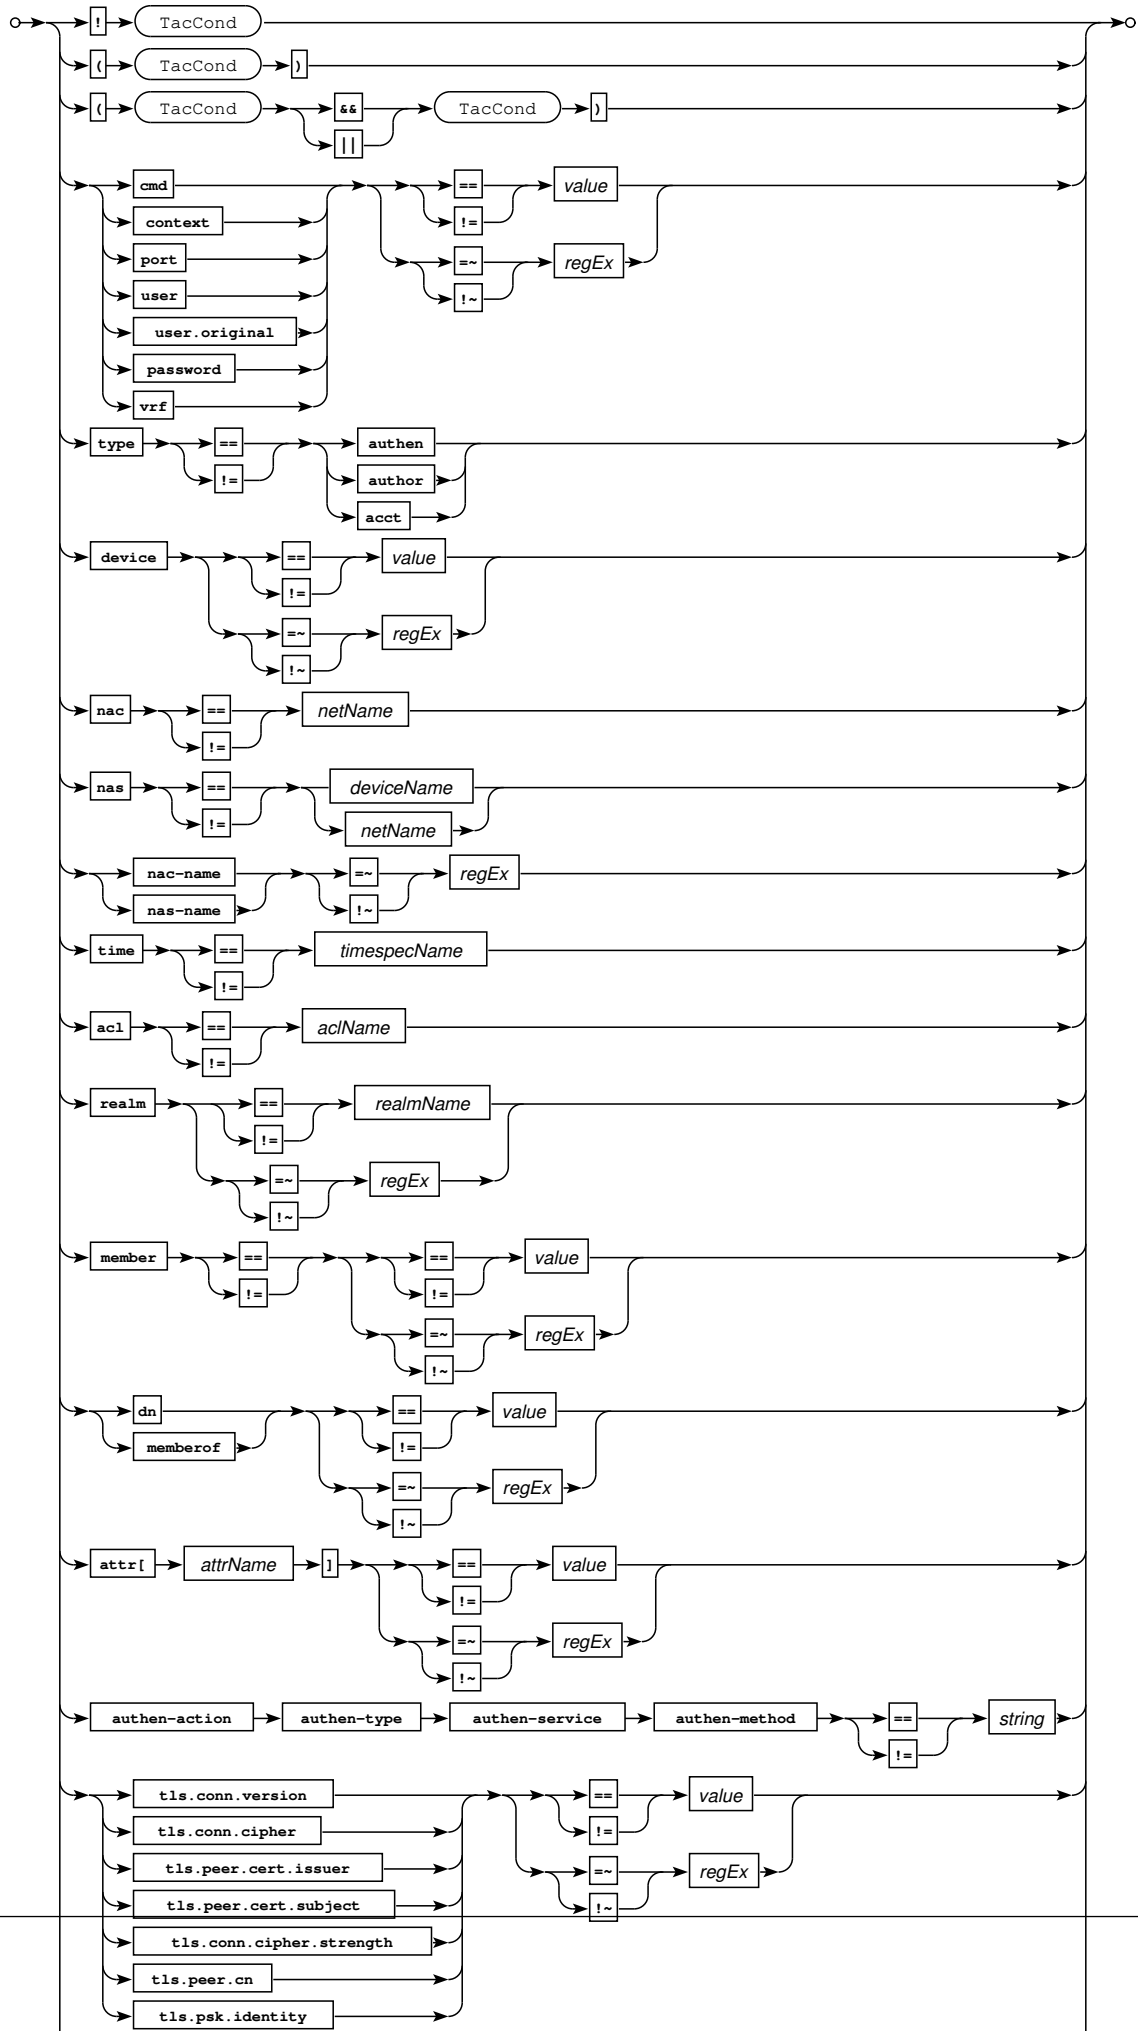 ! TacCond
( TacCond )
( TacCond && TacCond )
||
cmd == value
context !=
port =~ regEx
user !~
user.original
password
vrf
type == authen
!= author
acct
device == value
!=
=~ regEx
!~
nac == netName
!=
nas == deviceName
!= netName
nac-name =~ regEx
nas-name !~
time == timespecName
!=
acl == aclName
!=
realm == realmName
!=
=~ regEx
!~
member == == value
!= !=
=~ regEx
!~
dn == value
memberof !=
=~ regEx
!~
attr[ attrName ] == value
!=
=~ regEx
!~
authen-action authen-type authen-service authen-method == string
!=
tls.conn.version == value
tls.conn.cipher !=
tls.peer.cert.issuer =~ regEx
tls.peer.cert.subject !~
tls.conn.cipher.strength
tls.peer.cn
tls.psk.identity